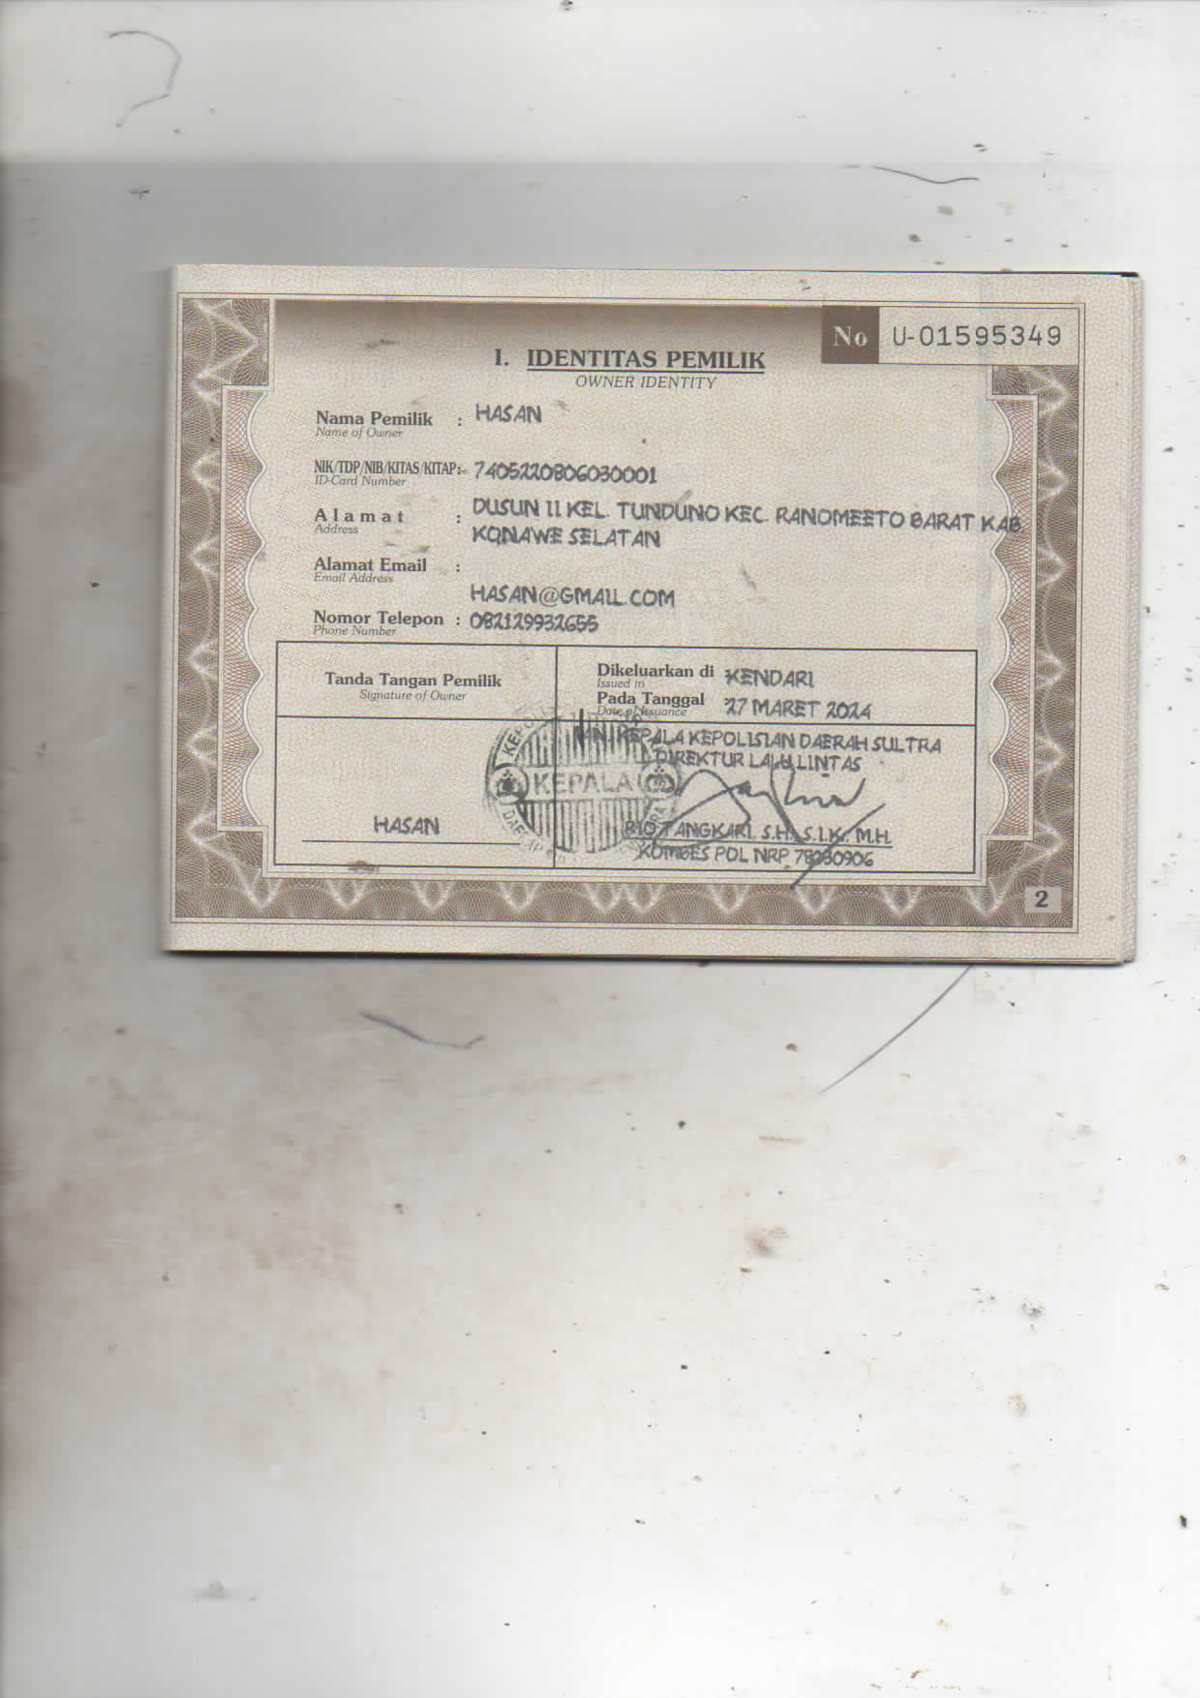 No U-01595349
I. IDENTITAS PEMILIK
OWNER IDENTITY
Nama Pemilik : HASAN
Name of Owner
NIK/TDP/NIB/KITAS/KITAP: 7405220806030001
ID-Card Number
Alamat : DUSUN II KEL. TUNDUNO KEC. RANOMEETO BARAT KAB.
Address
KONAWE SELATAN
Alamat Email :
Email Address
HASAN@GMAIL.COM
Nomor Telepon : 082129932655
Phone Number
Tanda Tangan Pemilik
Signature of Owner
Dikeluarkan di KENDARI
Issued in
Pada Tanggal 27 MARET 2024
Date of Issuance
AN. KEPALA KEPOLISIAN DAERAH SULTRA
DIREKTUR LALU LINTAS
KEPALA
HASAN
RIO TANGKARI. S.H. S.I.K. M.H.
KOMBES POL NRP
2